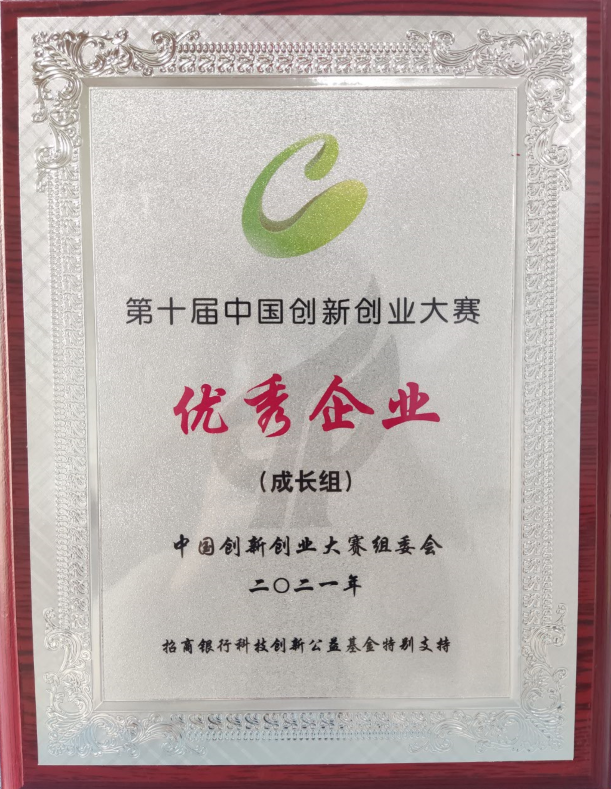 第十届中国创新创业大赛
优秀企业
(成长组)
中国创新创业大赛组委会
二〇二一年
招商银行科技创新公益基金特别支持